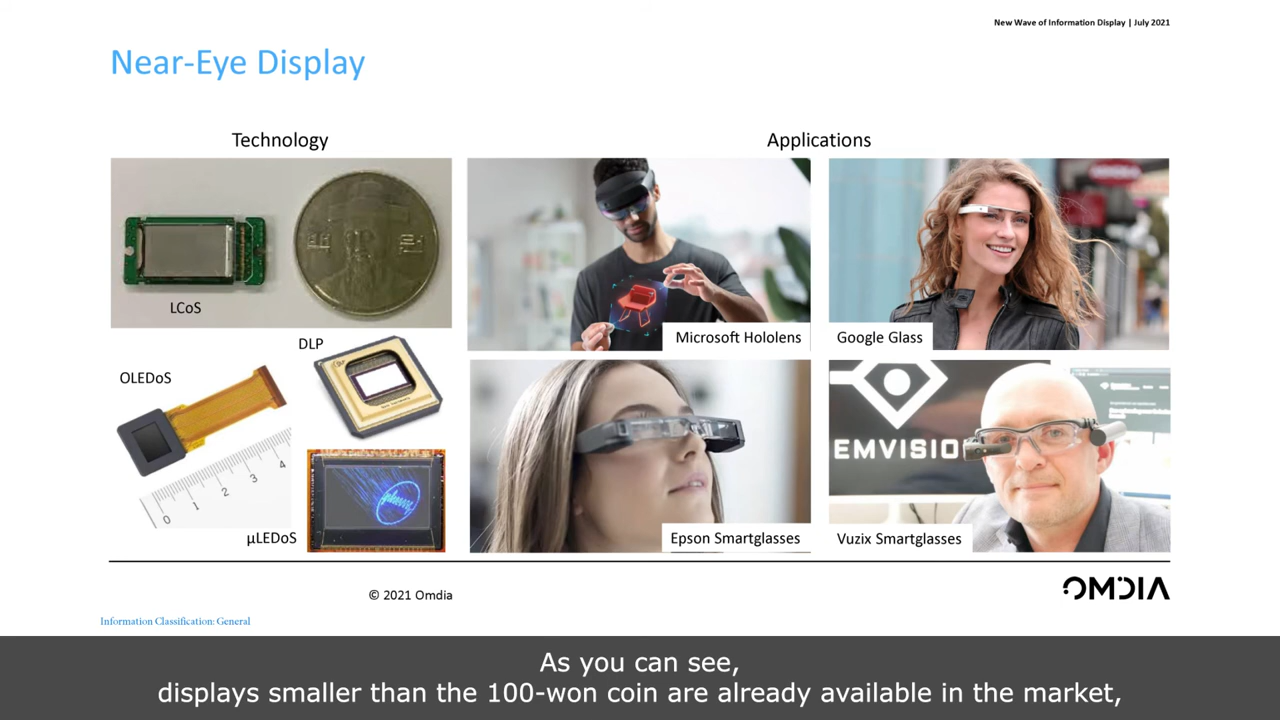 New Wave of Information Display | July 2021
Near-Eye Display
Technology
Applications
백 원
LCoS
DLP
OLEDoS
0 1 2 3 4
µLEDoS
Microsoft Hololens
Google Glass
EMVISIO
Epson Smartglasses
Vuzix Smartglasses
© 2021 Omdia
OMDIA
Information Classification: General
As you can see,
displays smaller than the 100-won coin are already available in the market,